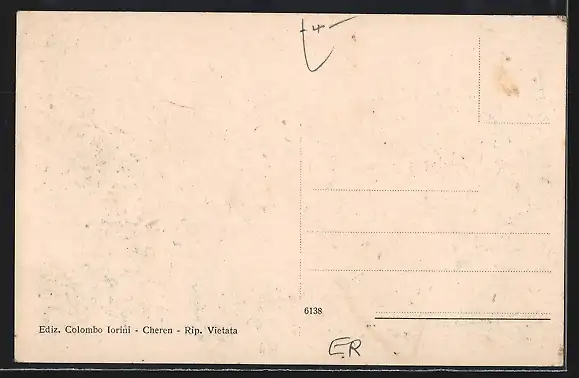 6138
Ediz. Colombo Iorini - Cheren - Rip. Vietata
ER